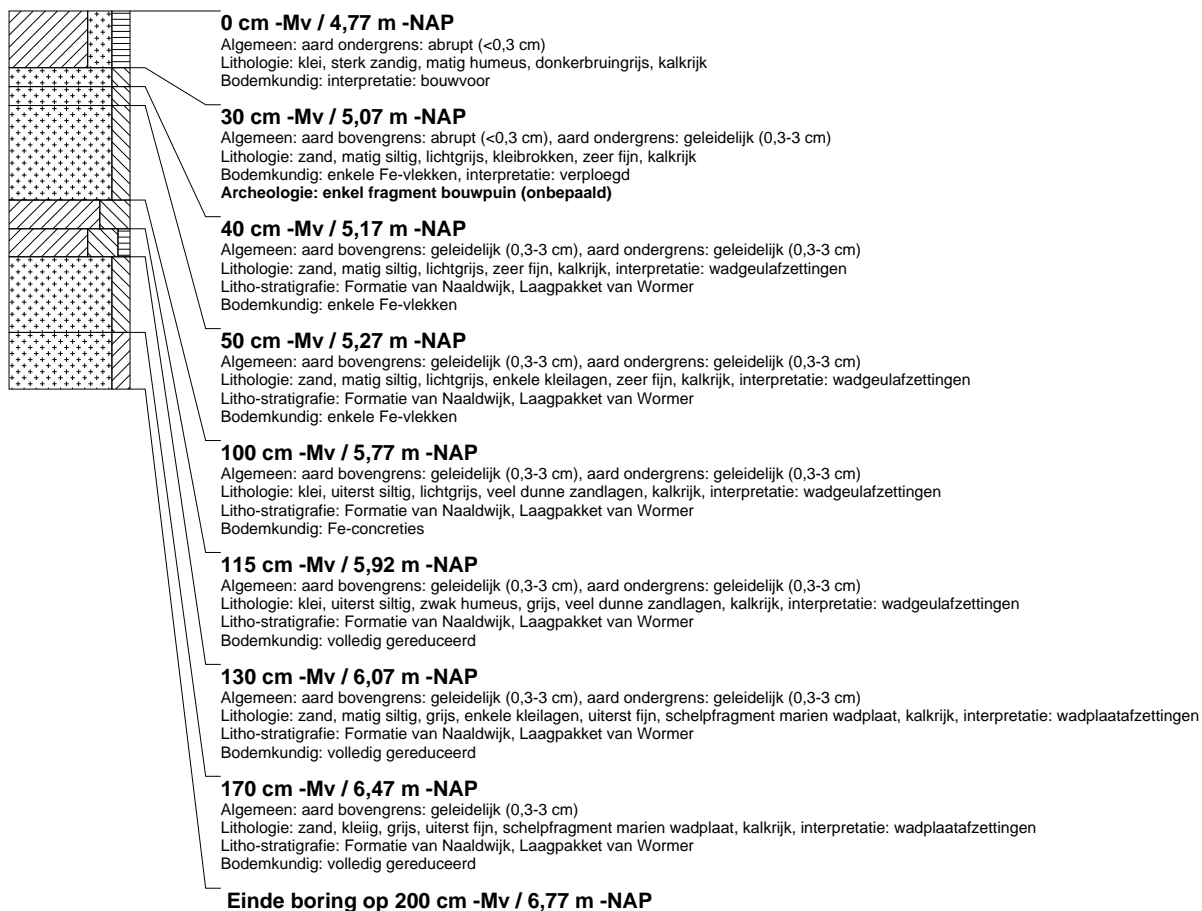 0 cm -Mv / 4,77 m -NAP
Algemeen: aard ondergrens: abrupt (<0,3 cm)
Lithologie: klei, sterk zandig, matig humeus, donkerbruingrijs, kalkrijk
Bodemkundig: interpretatie: bouwvoor
30 cm -Mv / 5,07 m -NAP
Algemeen: aard bovengrens: abrupt (<0,3 cm), aard ondergrens: geleidelijk (0,3-3 cm)
Lithologie: zand, matig siltig, lichtgrijs, kleibrokken, zeer fijn, kalkrijk
Bodemkundig: enkele Fe-vlekken, interpretatie: verploegd
Archeologie: enkel fragment bouwpuin (onbepaald)
40 cm -Mv / 5,17 m -NAP
Algemeen: aard bovengrens: geleidelijk (0,3-3 cm), aard ondergrens: geleidelijk (0,3-3 cm)
Lithologie: zand, matig siltig, lichtgrijs, zeer fijn, kalkrijk, interpretatie: wadgeulafzettingen
Litho-stratigrafie: Formatie van Naaldwijk, Laagpakket van Wormer
Bodemkundig: enkele Fe-vlekken
50 cm -Mv / 5,27 m -NAP
Algemeen: aard bovengrens: geleidelijk (0,3-3 cm), aard ondergrens: geleidelijk (0,3-3 cm)
Lithologie: zand, matig siltig, lichtgrijs, enkele kleilagen, zeer fijn, kalkrijk, interpretatie: wadgeulafzettingen
Litho-stratigrafie: Formatie van Naaldwijk, Laagpakket van Wormer
Bodemkundig: enkele Fe-vlekken
100 cm -Mv / 5,77 m -NAP
Algemeen: aard bovengrens: geleidelijk (0,3-3 cm), aard ondergrens: geleidelijk (0,3-3 cm)
Lithologie: klei, uiterst siltig, lichtgrijs, veel dunne zandlagen, kalkrijk, interpretatie: wadgeulafzettingen
Litho-stratigrafie: Formatie van Naaldwijk, Laagpakket van Wormer
Bodemkundig: Fe-concreties
115 cm -Mv / 5,92 m -NAP
Algemeen: aard bovengrens: geleidelijk (0,3-3 cm), aard ondergrens: geleidelijk (0,3-3 cm)
Lithologie: klei, uiterst siltig, zwak humeus, grijs, veel dunne zandlagen, kalkrijk, interpretatie: wadgeulafzettingen
Litho-stratigrafie: Formatie van Naaldwijk, Laagpakket van Wormer
Bodemkundig: volledig gereduceerd
130 cm -Mv / 6,07 m -NAP
Algemeen: aard bovengrens: geleidelijk (0,3-3 cm), aard ondergrens: geleidelijk (0,3-3 cm)
Lithologie: zand, matig siltig, grijs, enkele kleilagen, uiterst fijn, schelpfragment marien wadplaat, kalkrijk, interpretatie: wadplaatafzettingen
Litho-stratigrafie: Formatie van Naaldwijk, Laagpakket van Wormer
Bodemkundig: volledig gereduceerd
170 cm -Mv / 6,47 m -NAP
Algemeen: aard bovengrens: geleidelijk (0,3-3 cm)
Lithologie: zand, kleiig, grijs, uiterst fijn, schelpfragment marien wadplaat, kalkrijk, interpretatie: wadplaatafzettingen
Litho-stratigrafie: Formatie van Naaldwijk, Laagpakket van Wormer
Bodemkundig: volledig gereduceerd
Einde boring op 200 cm -Mv / 6,77 m -NAP